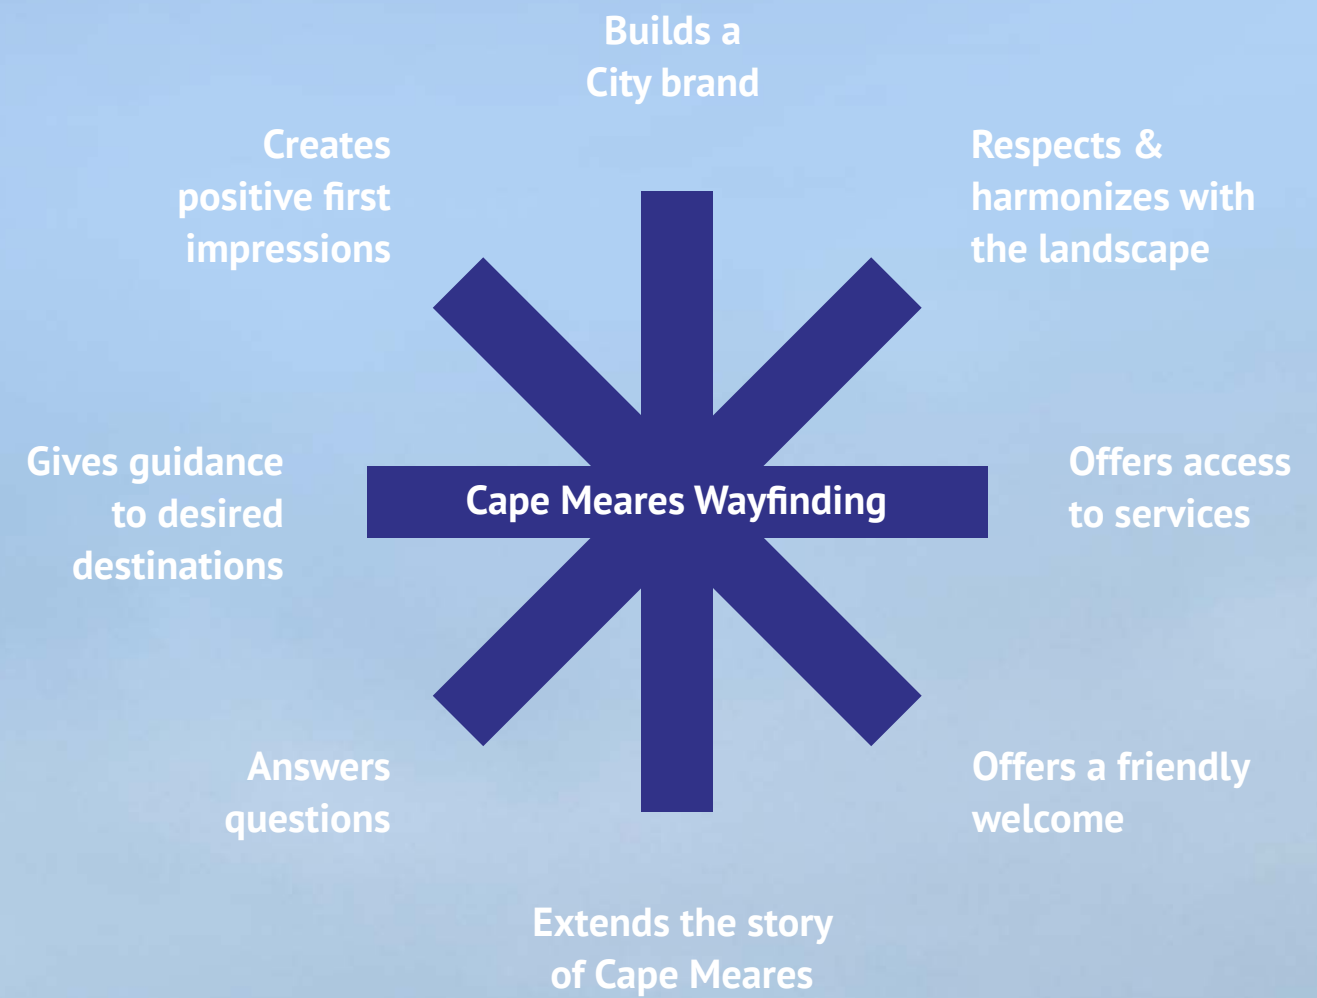 Builds a
City brand
Creates
positive first
impressions
Respects &
harmonizes with
the landscape
Gives guidance
to desired
destinations
Cape Meares Wayfinding
Offers access
to services
Answers
questions
Offers a friendly
welcome
Extends the story
of Cape Meares